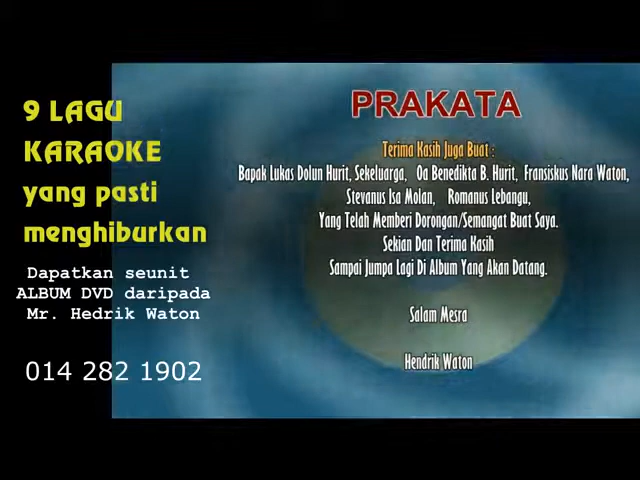 9 LAGU
KARAOKE
yang pasti
menghiburkan
Dapatkan seunit
ALBUM DVD daripada
Mr. Hedrik Waton
014 282 1902
PRAKATA
Terima Kasih Juga Buat :
Bapak Lukas Dolun Hurit, Sekeluarga, Oa Benedikta B. Hurit, Fransiskus Nara Waton,
Stevanus Isa Molan, Romanus Lebangu,
Yang Telah Memberi Dorongan/Semangat Buat Saya.
Sekian Dan Terima Kasih
Sampai Jumpa Lagi Di Album Yang Akan Datang.
Salam Mesra
Hendrik Waton